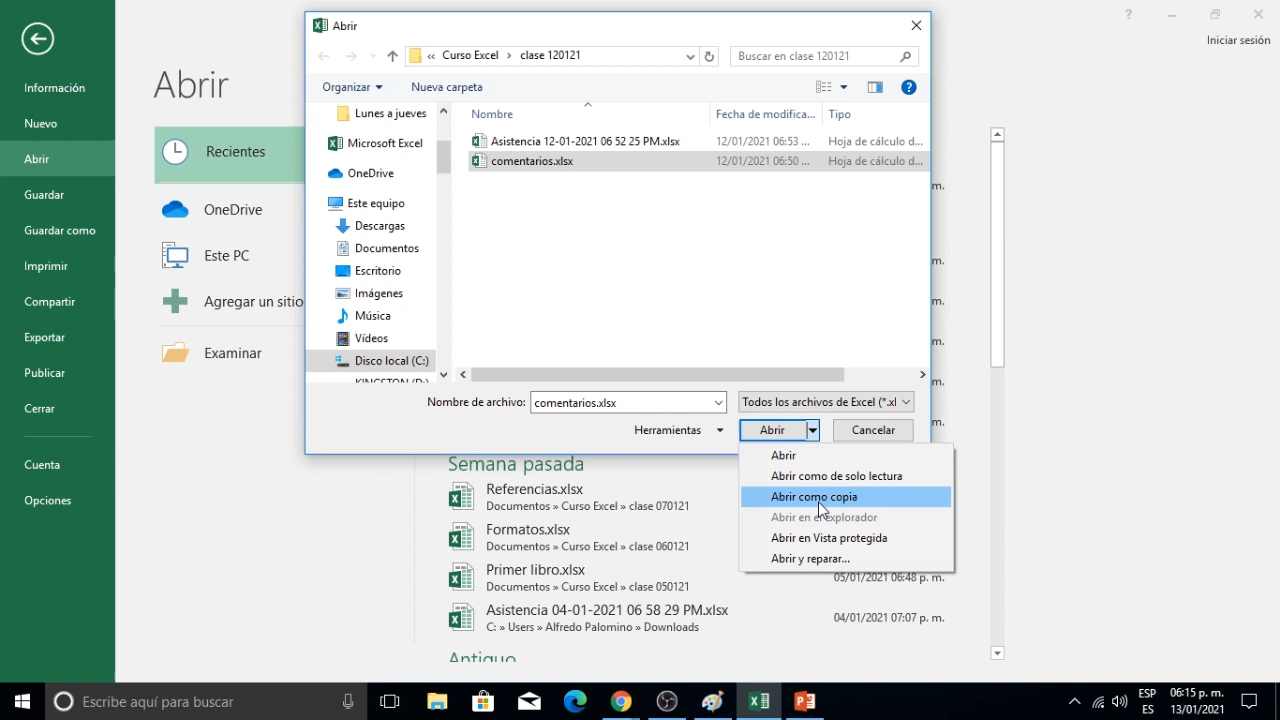 Abrir
?
Iniciar sesión
Información
Nuevo
Abrir
Guardar
Guardar como
Imprimir
Compartir
Exportar
Publicar
Cerrar
Cuenta
Opciones
Abrir
Recientes
OneDrive
Este PC
Agregar un sitio
Examinar
« Curso Excel › clase 120121
Buscar en clase 120121
Organizar
Nueva carpeta
?
Lunes a jueves
Microsoft Excel
OneDrive
Este equipo
Descargas
Documentos
Escritorio
Imágenes
Música
Vídeos
Disco local (C:)
KINGSTON (D:)
Nombre
Fecha de modifica...
Tipo
Asistencia 12-01-2021 06 52 25 PM.xlsx
12/01/2021 06:53 ...
Hoja de cálculo d...
comentarios.xlsx
12/01/2021 06:50 ...
Hoja de cálculo d...
m.
m.
m.
m.
m.
m.
Nombre de archivo:
comentarios.xlsx
Todos los archivos de Excel (*.xl
Herramientas
Abrir
Cancelar
Abrir
Abrir como de solo lectura
Abrir como copia
Abrir en el explorador
Abrir en Vista protegida
Abrir y reparar...
Semana pasada
Referencias.xlsx
Documentos » Curso Excel » clase 070121
Formatos.xlsx
Documentos » Curso Excel » clase 060121
Primer libro.xlsx
Documentos » Curso Excel » clase 050121
05/01/2021 06:48 p. m.
Asistencia 04-01-2021 06 58 29 PM.xlsx
C: » Users » Alfredo Palomino » Downloads
04/01/2021 07:07 p. m.
Antiguo
Escribe aquí para buscar
ESP
ES
06:15 p. m.
13/01/2021